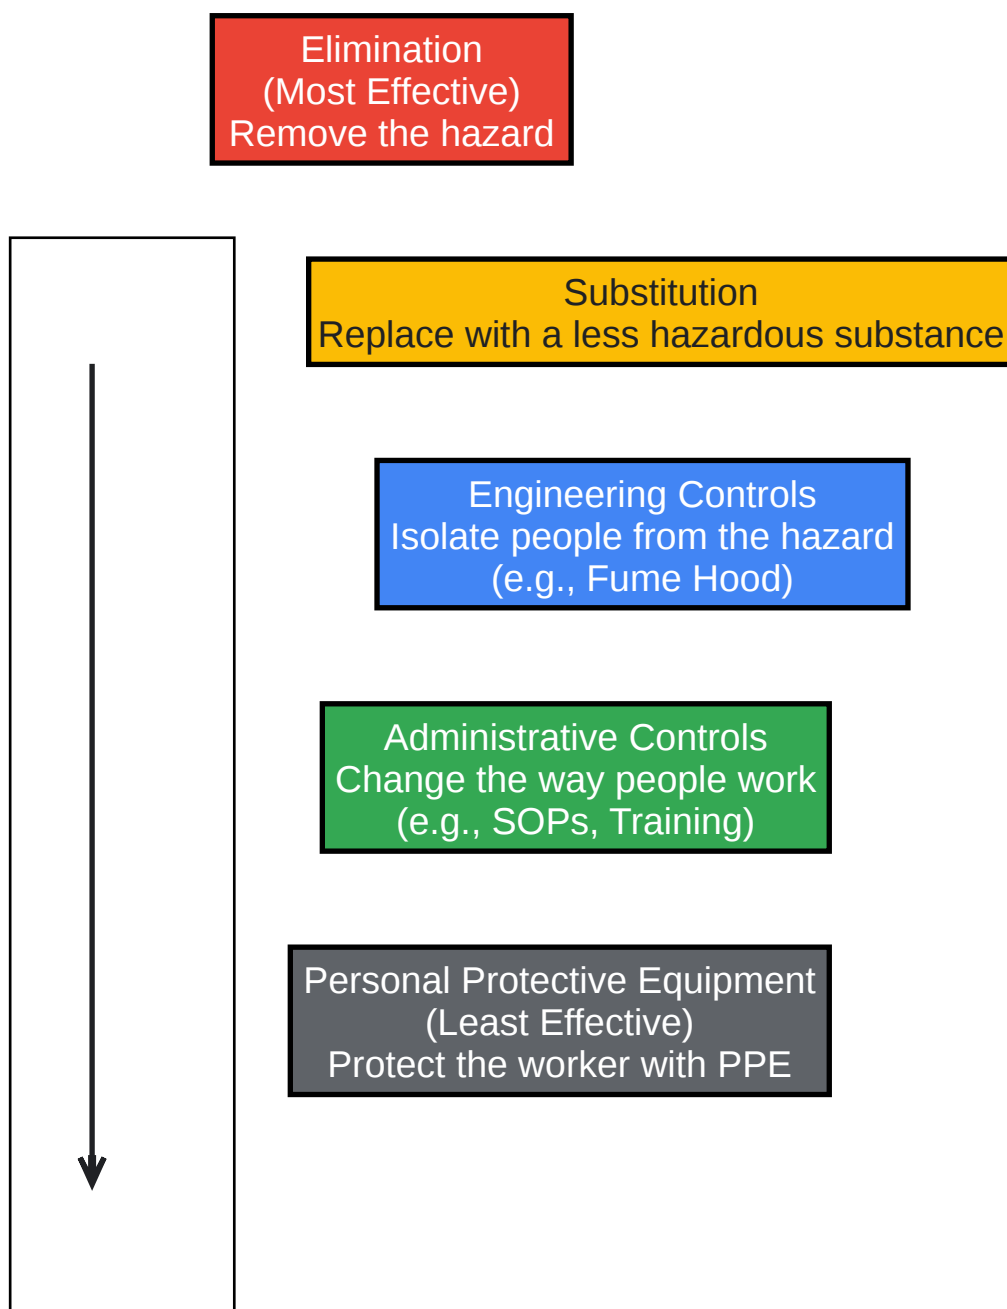 Elimination
(Most Effective)
Remove the hazard
Substitution
Replace with a less hazardous substance
Engineering Controls
Isolate people from the hazard
(e.g., Fume Hood)
Administrative Controls
Change the way people work
(e.g., SOPs, Training)
Personal Protective Equipment
(Least Effective)
Protect the worker with PPE